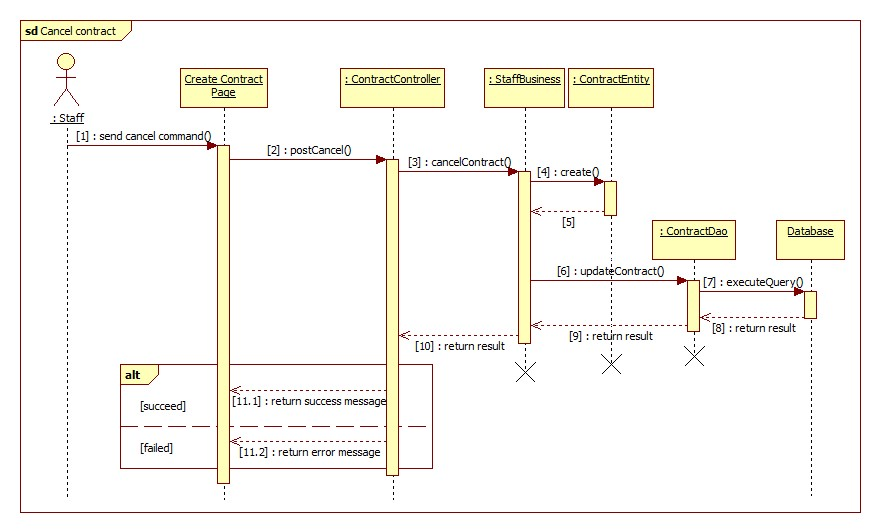 sd Cancel contract
: Staff
Create Contract
Page
: ContractController
: StaffBusiness
: ContractEntity
[1] : send cancel command()
[2] : postCancel()
[3] : cancelContract()
[4] : create()
[5]
: ContractDao
Database
[6] : updateContract()
[7] : executeQuery()
[8] : return result
[9] : return result
[10] : return result
alt
[succeed]
[11.1] : return success message
[failed]
[11.2] : return error message